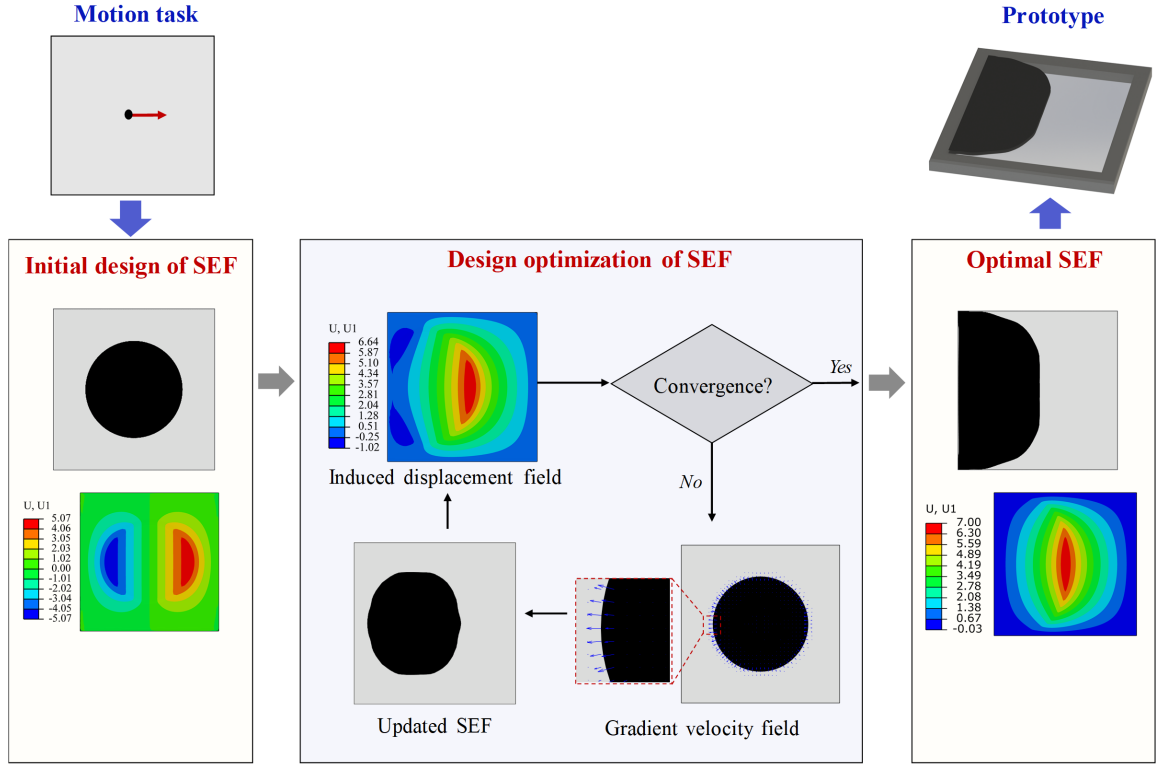 Motion task
Prototype
Initial design of SEF
U, U1
5.07
4.06
3.05
2.03
1.02
0.00
-1.01
-2.02
-3.04
-4.05
-5.07
Design optimization of SEF
U, U1
6.64
5.87
5.10
4.34
3.57
2.81
2.04
1.28
0.51
-0.25
-1.02
Induced displacement field
Convergence?
Yes
No
Updated SEF
Gradient velocity field
Optimal SEF
U, U1
7.00
6.30
5.59
4.89
4.19
3.49
2.78
2.08
1.38
0.67
-0.03